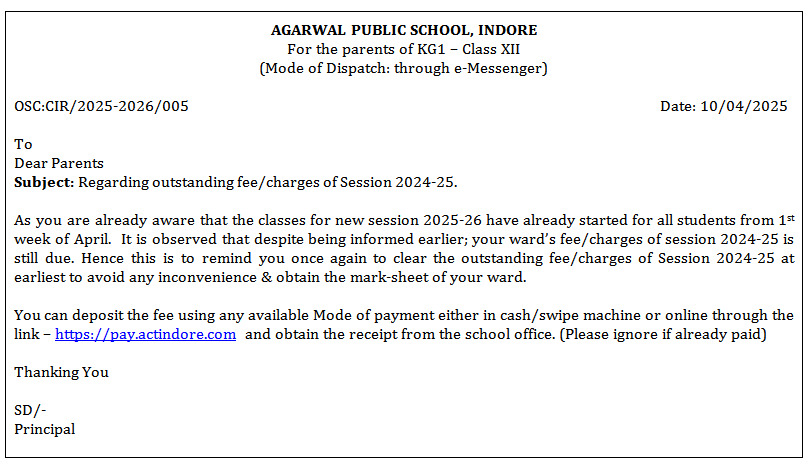 AGARWAL PUBLIC SCHOOL, INDORE
For the parents of KG1 – Class XII
(Mode of Dispatch: through e-Messenger)
OSC:CIR/2025-2026/005 Date: 10/04/2025
To
Dear Parents
Subject: Regarding outstanding fee/charges of Session 2024-25.
As you are already aware that the classes for new session 2025-26 have already started for all students from 1st
week of April. It is observed that despite being informed earlier; your ward's fee/charges of session 2024-25 is
still due. Hence this is to remind you once again to clear the outstanding fee/charges of Session 2024-25 at
earliest to avoid any inconvenience & obtain the mark-sheet of your ward.
You can deposit the fee using any available Mode of payment either in cash/swipe machine or online through the
link – https://pay.actindore.com and obtain the receipt from the school office. (Please ignore if already paid)
Thanking You
SD/-
Principal